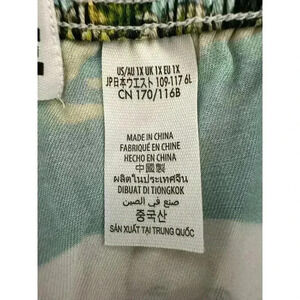 US/AU 1X UK 1X EU 1X
JP日本ウエスト 109-117 6L
CN 170/116B
MADE IN CHINA
FABRIQUÉ EN CHINE
HECHO EN CHINA
中國製
ผลิตในประเทศจีน
DIBUAT DI TIONGKOK
صنع في الصين
중국산
SẢN XUẤT TẠI TRUNG QUỐC